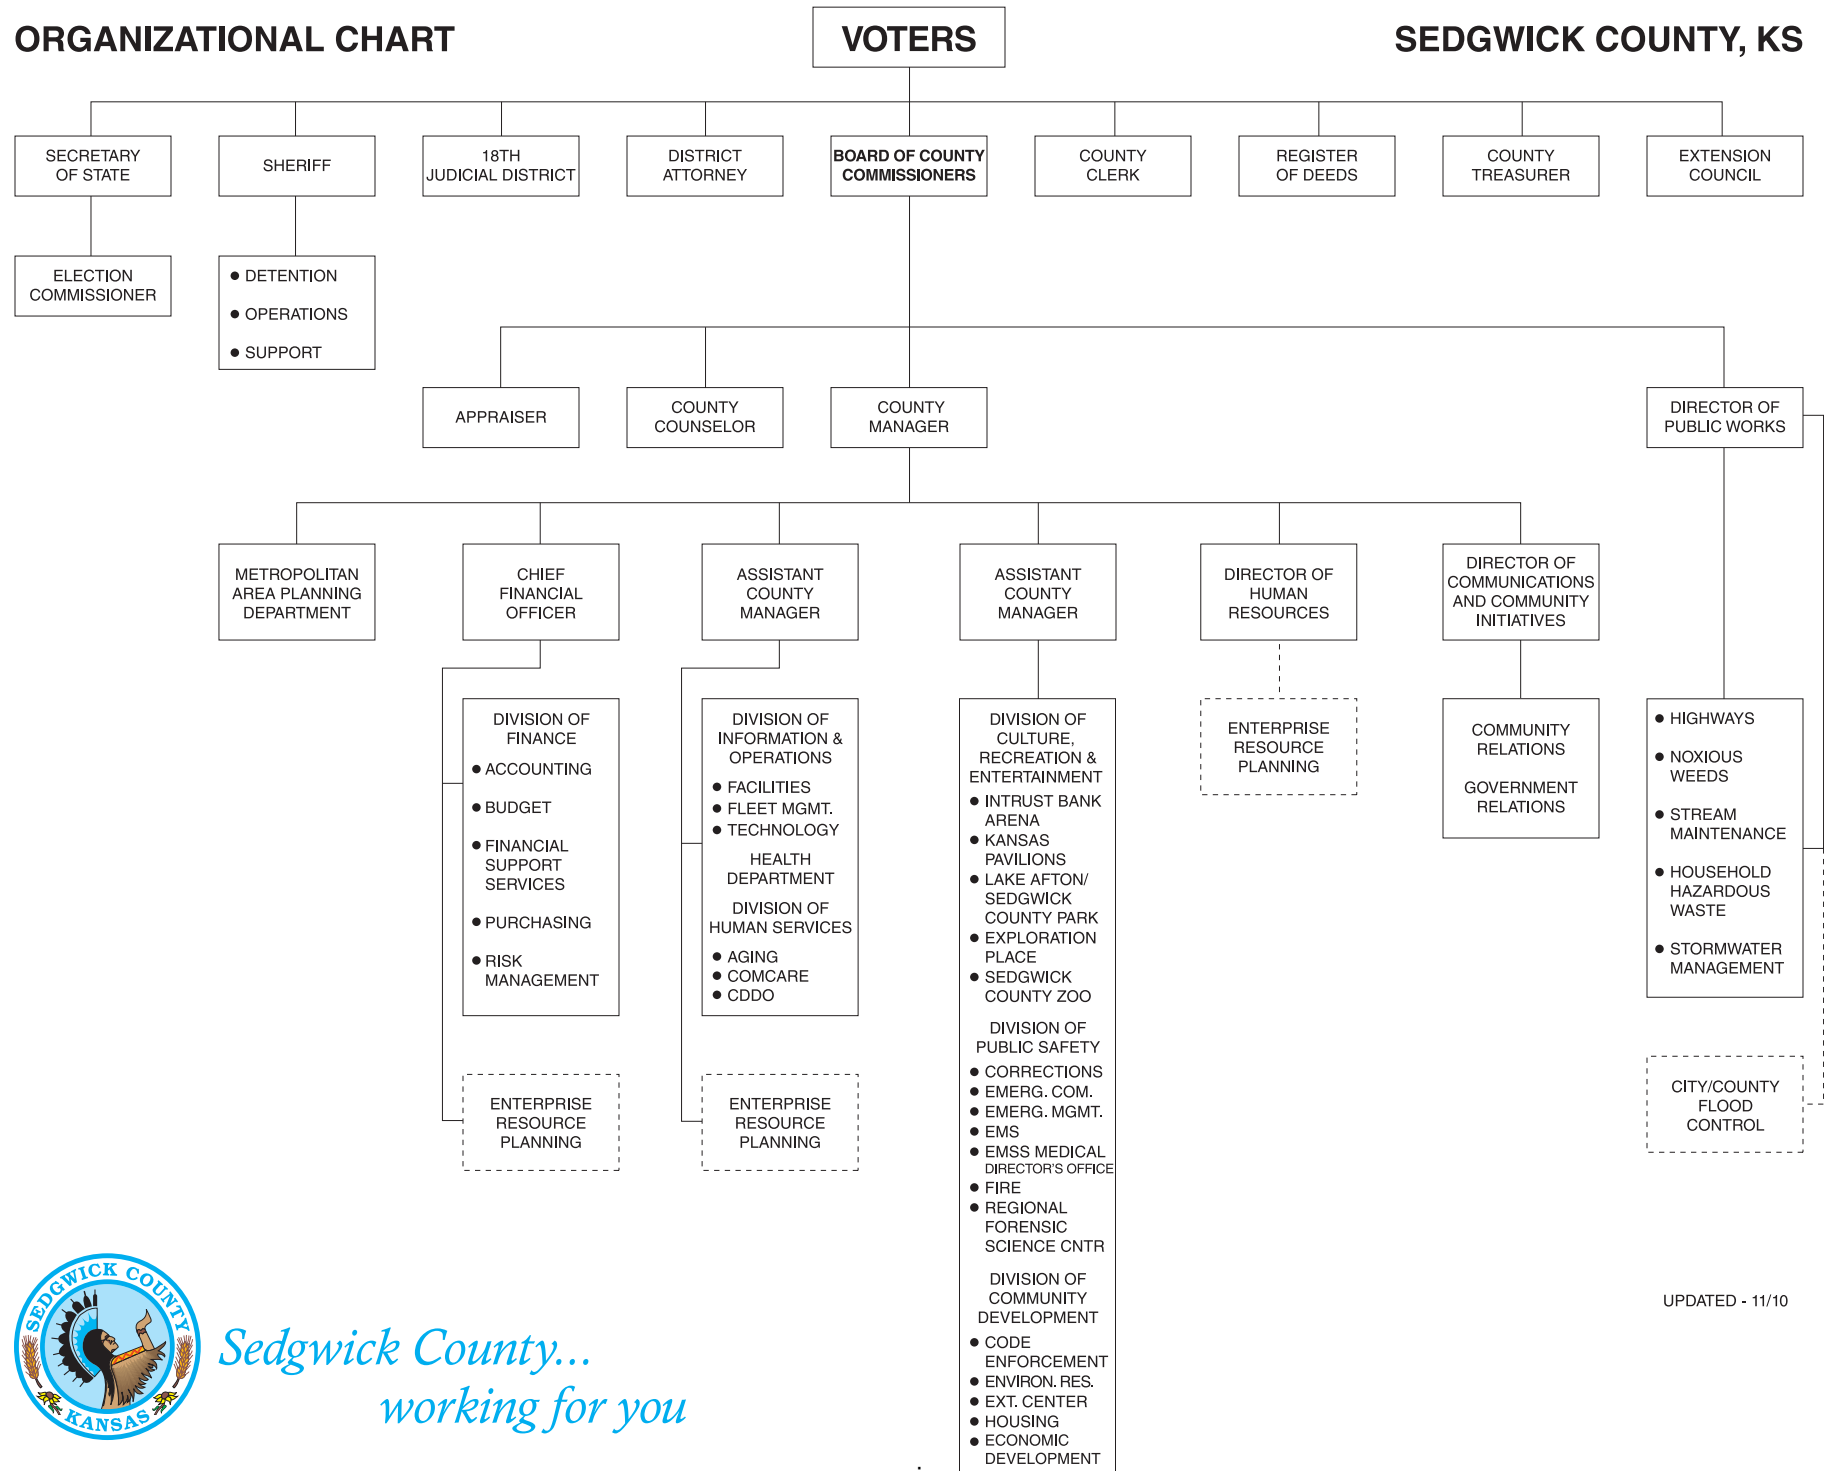 ORGANIZATIONAL CHART
VOTERS
SEDGWICK COUNTY, KS
SECRETARY
OF STATE
SHERIFF
18TH
JUDICIAL DISTRICT
DISTRICT
ATTORNEY
BOARD OF COUNTY
COMMISSIONERS
COUNTY
CLERK
REGISTER
OF DEEDS
COUNTY
TREASURER
EXTENSION
COUNCIL
ELECTION
COMMISSIONER
● DETENTION
● OPERATIONS
● SUPPORT
APPRAISER
COUNTY
COUNSELOR
COUNTY
MANAGER
DIRECTOR OF
PUBLIC WORKS
METROPOLITAN
AREA PLANNING
DEPARTMENT
CHIEF
FINANCIAL
OFFICER
ASSISTANT
COUNTY
MANAGER
ASSISTANT
COUNTY
MANAGER
DIRECTOR OF
HUMAN
RESOURCES
DIRECTOR OF
COMMUNICATIONS
AND COMMUNITY
INITIATIVES
DIVISION OF
FINANCE
● ACCOUNTING
● BUDGET
● FINANCIAL
SUPPORT
SERVICES
● PURCHASING
● RISK
MANAGEMENT
ENTERPRISE
RESOURCE
PLANNING
DIVISION OF
INFORMATION &
OPERATIONS
● FACILITIES
● FLEET MGMT.
● TECHNOLOGY
HEALTH
DEPARTMENT
DIVISION OF
HUMAN SERVICES
● AGING
● COMCARE
● CDDO
ENTERPRISE
RESOURCE
PLANNING
DIVISION OF
CULTURE,
RECREATION &
ENTERTAINMENT
● INTRUST BANK
ARENA
● KANSAS
PAVILIONS
● LAKE AFTON/
SEDGWICK
COUNTY PARK
● EXPLORATION
PLACE
● SEDGWICK
COUNTY ZOO
DIVISION OF
PUBLIC SAFETY
● CORRECTIONS
● EMERG. COM.
● EMERG. MGMT.
● EMS
● EMSS MEDICAL
DIRECTOR'S OFFICE
● FIRE
● REGIONAL
FORENSIC
SCIENCE CNTR
DIVISION OF
COMMUNITY
DEVELOPMENT
● CODE
ENFORCEMENT
● ENVIRON. RES.
● EXT. CENTER
● HOUSING
● ECONOMIC
DEVELOPMENT
ENTERPRISE
RESOURCE
PLANNING
COMMUNITY
RELATIONS
GOVERNMENT
RELATIONS
● HIGHWAYS
● NOXIOUS
WEEDS
● STREAM
MAINTENANCE
● HOUSEHOLD
HAZARDOUS
WASTE
● STORMWATER
MANAGEMENT
CITY/COUNTY
FLOOD
CONTROL
UPDATED - 11/10
SEDGWICK COUNTY
KANSAS
Sedgwick County...
working for you